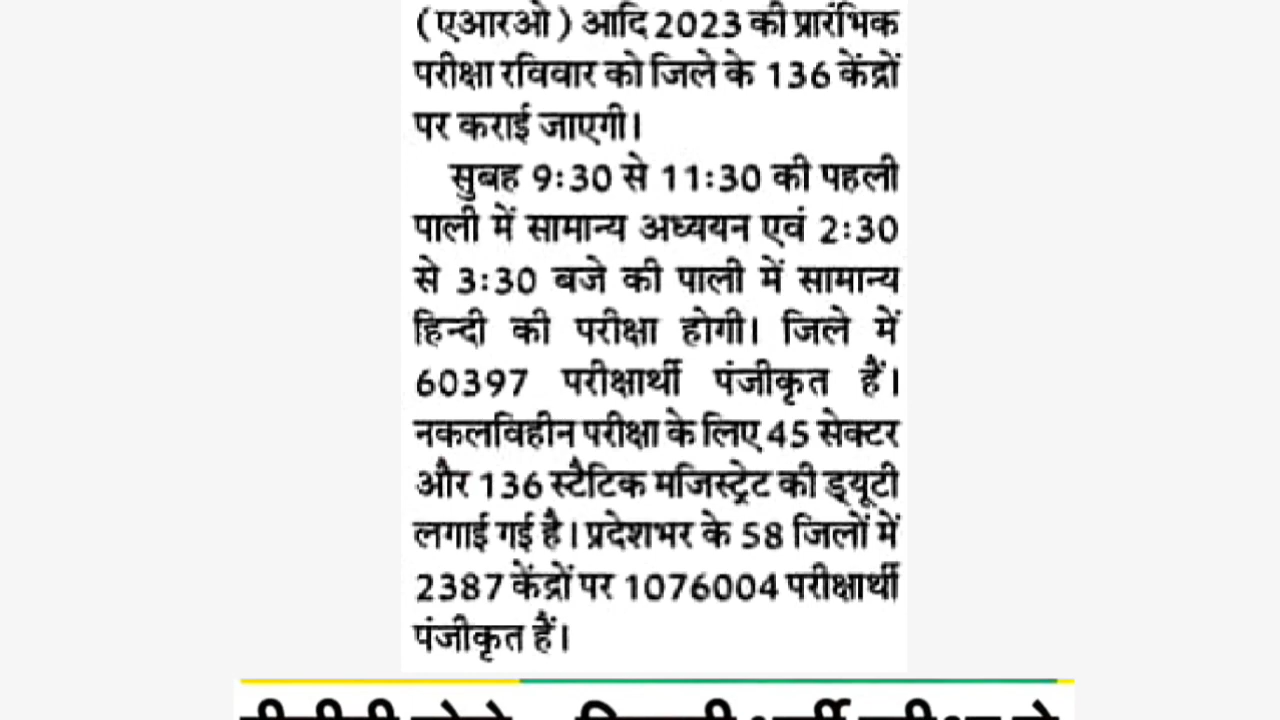 (एआरओ) आदि 2023 की प्रारंभिक
परीक्षा रविवार को जिले के 136 केंद्रों
पर कराई जाएगी।
सुबह 9:30 से 11:30 की पहली
पाली में सामान्य अध्ययन एवं 2:30
से 3:30 बजे की पाली में सामान्य
हिन्दी की परीक्षा होगी। जिले में
60397 परीक्षार्थी पंजीकृत हैं।
नकलविहीन परीक्षा के लिए 45 सेक्टर
और 136 स्टैटिक मजिस्ट्रेट की ड्यूटी
लगाई गई है। प्रदेशभर के 58 जिलों में
2387 केंद्रों पर 1076004 परीक्षार्थी
पंजीकृत हैं।